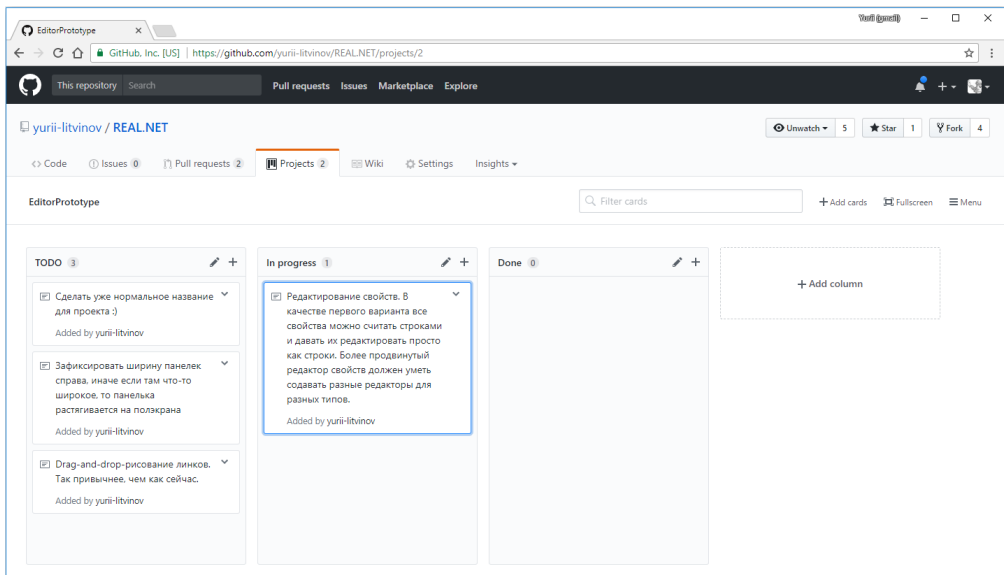 Yurii (gmail)
EditorPrototype
GitHub, Inc. [US] | https://github.com/yurii-litvinov/REAL.NET/projects/2
This repository Search Pull requests Issues Marketplace Explore
yurii-litvinov / REAL.NET Unwatch 5 Star 1 Fork 4
Code Issues 0 Pull requests 2 Projects 2 Wiki Settings Insights
EditorPrototype Filter cards Add cards Fullscreen Menu
TODO 3
Сделать уже нормальное название
для проекта :)
Added by yurii-litvinov
Зафиксировать ширину панелек
справа, иначе если там что-то
широкое, то панелька
растягивается на полэкрана
Added by yurii-litvinov
Drag-and-drop-рисование линков.
Так привычнее, чем как сейчас.
Added by yurii-litvinov
In progress 1
Редактирование свойств. В
качестве первого варианта все
свойства можно считать строками
и давать их редактировать просто
как строки. Более продвинутый
редактор свойств должен уметь
содавать разные редакторы для
разных типов.
Added by yurii-litvinov
Done 0
Add column